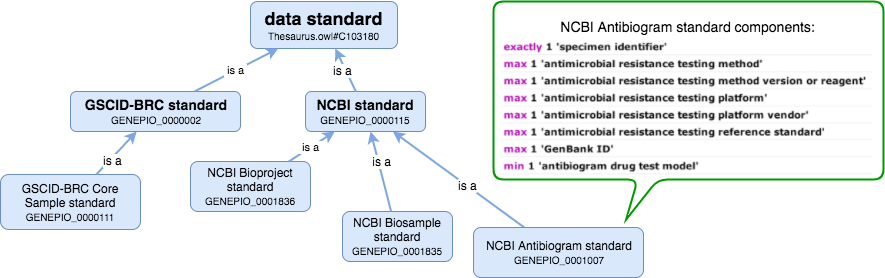 data standard
Thesaurus.owl#C103180
is a
is a
GSCID-BRC standard
GENEPIO_0000002
NCBI standard
GENEPIO_0000115
is a
is a
is a
is a
GSCID-BRC Core
Sample standard
GENEPIO_0000111
NCBI Bioproject
standard
GENEPIO_0001836
NCBI Biosample
standard
GENEPIO_0001835
NCBI Antibiogram standard
GENEPIO_0001007
NCBI Antibiogram standard components:
exactly 1 'specimen identifier'
max 1 'antimicrobial resistance testing method'
max 1 'antimicrobial resistance testing method version or reagent'
max 1 'antimicrobial resistance testing platform'
max 1 'antimicrobial resistance testing platform vendor'
max 1 'antimicrobial resistance testing reference standard'
max 1 'GenBank ID'
min 1 'antibiogram drug test model'